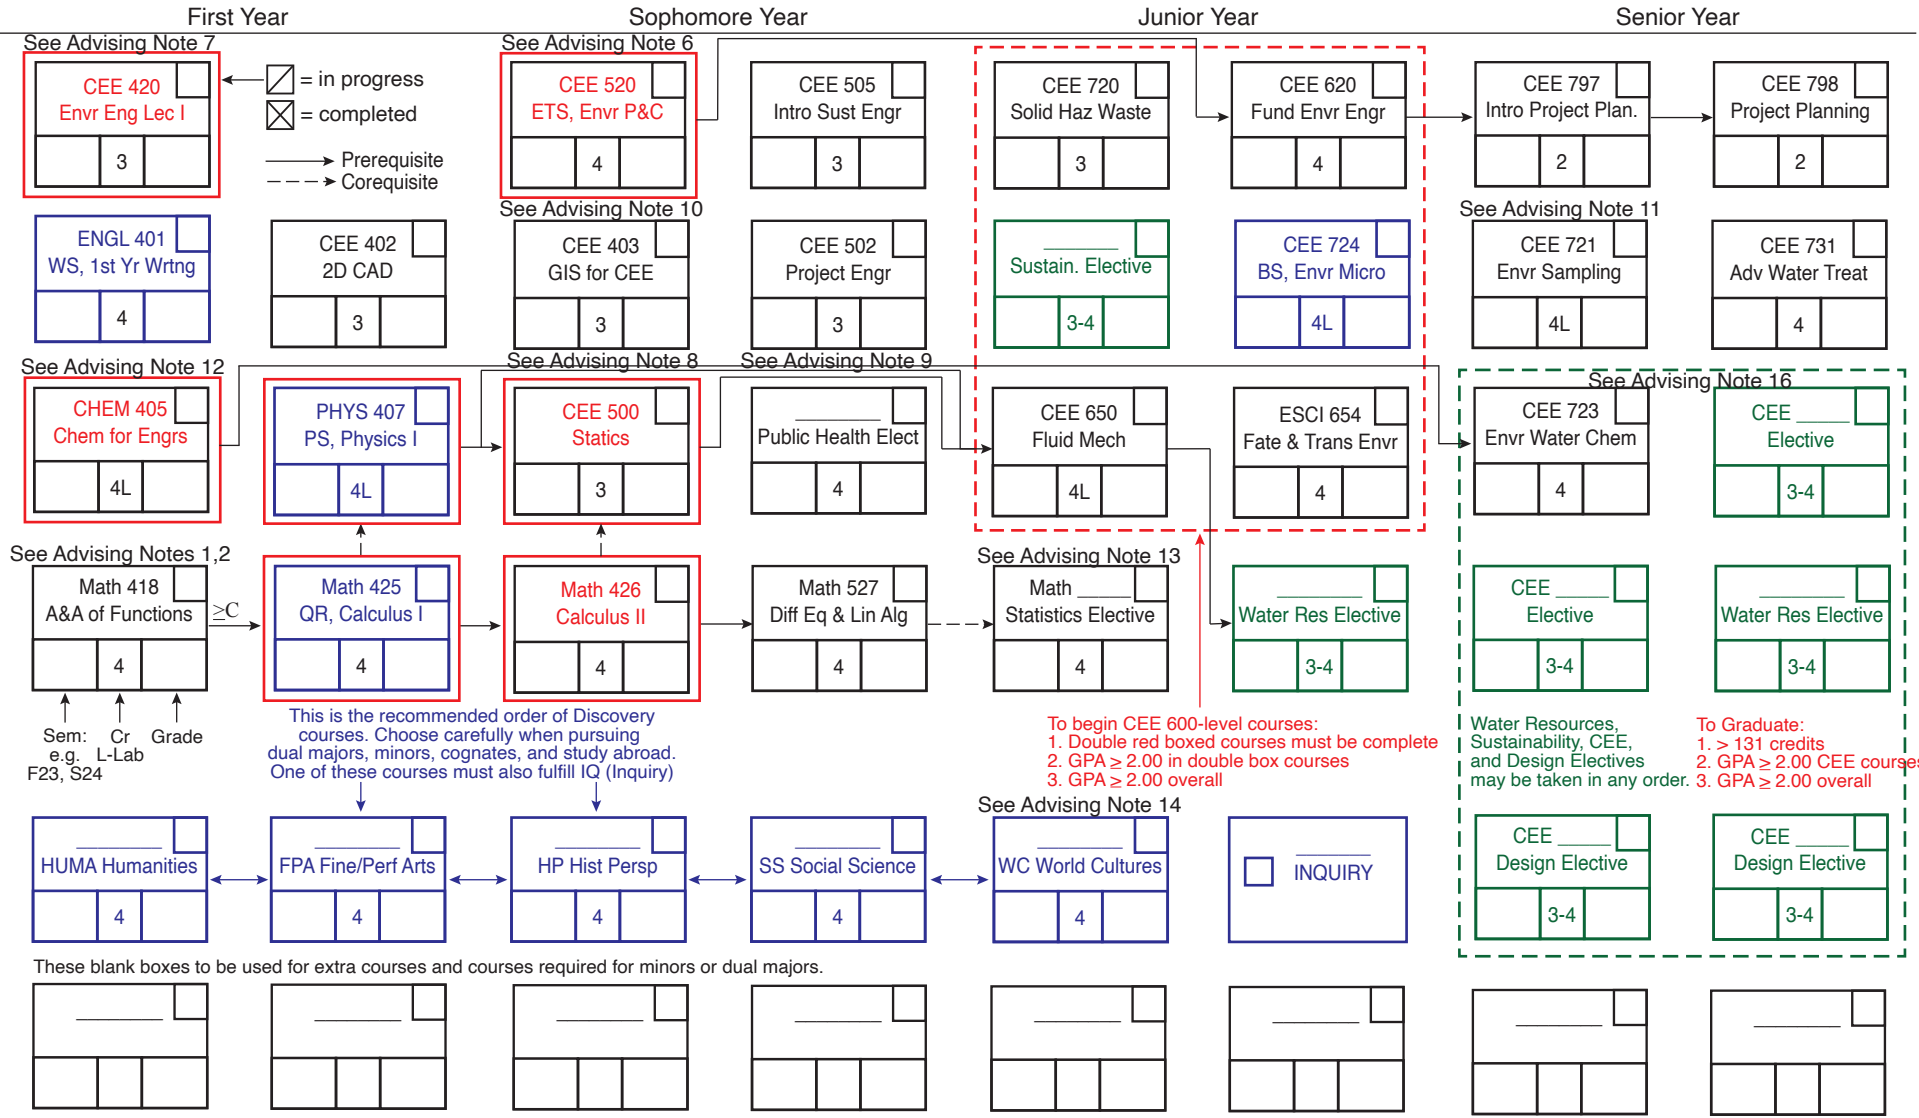 First Year
Sophomore Year
Junior Year
Senior Year
See Advising Note 7
CEE 420
Envr Eng Lec I
3
= in progress
= completed
Prerequisite
Corequisite
See Advising Note 6
CEE 520
ETS, Envr P&C
4
CEE 505
Intro Sust Engr
3
CEE 720
Solid Haz Waste
3
CEE 620
Fund Envr Engr
4
CEE 797
Intro Project Plan.
2
CEE 798
Project Planning
2
ENGL 401
WS, 1st Yr Wrtng
4
CEE 402
2D CAD
3
See Advising Note 10
CEE 403
GIS for CEE
3
CEE 502
Project Engr
3
Sustain. Elective
3-4
CEE 724
BS, Envr Micro
4L
See Advising Note 11
CEE 721
Envr Sampling
4L
CEE 731
Adv Water Treat
4
See Advising Note 12
CHEM 405
Chem for Engrs
4L
PHYS 407
PS, Physics I
4L
See Advising Note 8
CEE 500
Statics
3
See Advising Note 9
Public Health Elect
4
CEE 650
Fluid Mech
4L
ESCI 654
Fate & Trans Envr
4
CEE 723
Envr Water Chem
4
See Advising Note 16
CEE _____
Elective
3-4
See Advising Notes 1,2
Math 418
A&A of Functions
4
≥C
Math 425
QR, Calculus I
4
Math 426
Calculus II
4
Math 527
Diff Eq & Lin Alg
4
See Advising Note 13
Math _____
Statistics Elective
4
Water Res Elective
3-4
CEE _____
Elective
3-4
Water Res Elective
3-4
Sem:
e.g.
F23, S24
Cr
L-Lab
Grade
This is the recommended order of Discovery
courses. Choose carefully when pursuing
dual majors, minors, cognates, and study abroad.
One of these courses must also fulfill IQ (Inquiry)
To begin CEE 600-level courses:
1. Double red boxed courses must be complete
2. GPA ≥ 2.00 in double box courses
3. GPA ≥ 2.00 overall
Water Resources,
Sustainability, CEE,
and Design Electives
may be taken in any order.
To Graduate:
1. > 131 credits
2. GPA ≥ 2.00 CEE courses
3. GPA ≥ 2.00 overall
HUMA Humanities
4
FPA Fine/Perf Arts
4
HP Hist Persp
4
SS Social Science
4
See Advising Note 14
WC World Cultures
4
INQUIRY
CEE _____
Design Elective
3-4
CEE _____
Design Elective
3-4
These blank boxes to be used for extra courses and courses required for minors or dual majors.